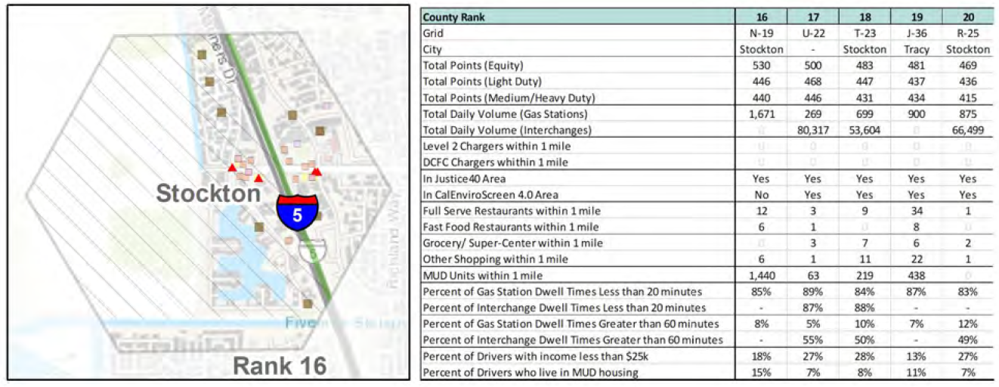 Stockton
5
Rank 16
County Rank 16 17 18 19 20
Grid N-19 U-22 T-23 J-36 R-25
City Stockton - Stockton Tracy Stockton
Total Points (Equity) 530 500 483 481 469
Total Points (Light Duty) 446 468 447 437 436
Total Points (Medium/Heavy Duty) 440 446 431 434 415
Total Daily Volume (Gas Stations) 1,671 269 699 900 875
Total Daily Volume (Interchanges) 0 80,317 53,604 0 66,499
Level 2 Chargers within 1 mile 0 0 0 0 0
DCFC Chargers whithin 1 mile 0 0 0 0 0
In Justice40 Area Yes Yes Yes Yes Yes
In CalEnviroScreen 4.0 Area No Yes Yes Yes Yes
Full Serve Restaurants within 1 mile 12 3 9 34 1
Fast Food Restaurants within 1 mile 6 1 0 8 0
Grocery/ Super-Center within 1 mile 0 3 7 6 2
Other Shopping within 1 mile 6 1 11 22 1
MUD Units within 1 mile 1,440 63 219 438 0
Percent of Gas Station Dwell Times Less than 20 minutes 85% 89% 84% 87% 83%
Percent of Interchange Dwell Times Less than 20 minutes - 87% 88% - -
Percent of Gas Station Dwell Times Greater than 60 minutes 8% 5% 10% 7% 12%
Percent of Interchange Dwell Times Greater than 60 minutes - 55% 50% - 49%
Percent of Drivers with income less than $25k 18% 27% 28% 13% 27%
Percent of Drivers who live in MUD housing 15% 7% 8% 11% 7%